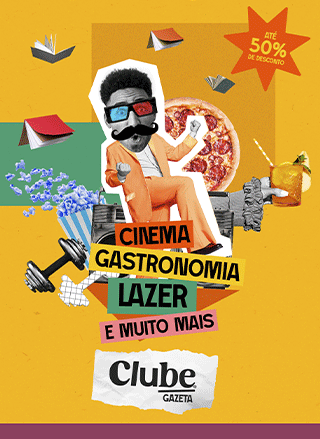 ATÉ
50%
DE DESCONTO
CINEMA
GASTRONOMIA
LAZER
E MUITO MAIS
Clube
GAZETA